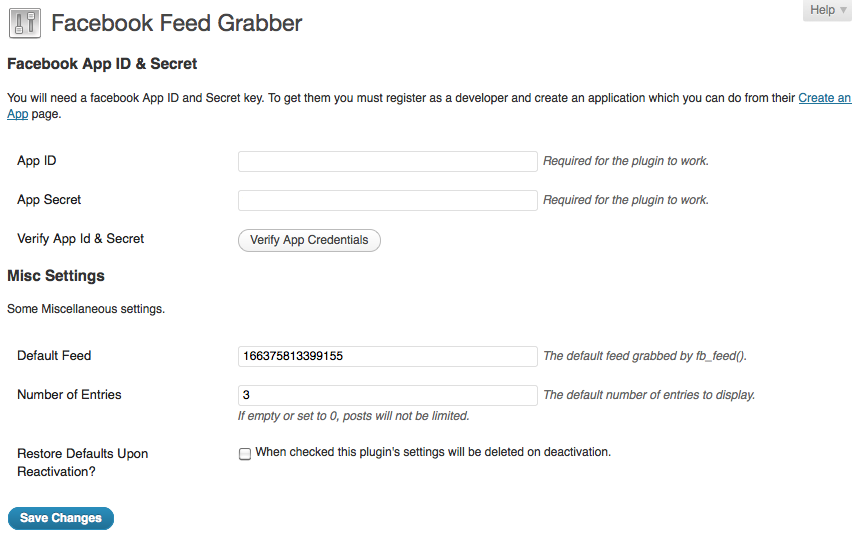 Help
Facebook Feed Grabber
Facebook App ID & Secret
You will need a facebook App ID and Secret key. To get them you must register as a developer and create an application which you can do from their Create an
App page.
App ID Required for the plugin to work.
App Secret Required for the plugin to work.
Verify App Id & Secret Verify App Credentials
Misc Settings
Some Miscellaneous settings.
Default Feed 166375813399155 The default feed grabbed by fb_feed().
Number of Entries 3 The default number of entries to display.
If empty or set to 0, posts will not be limited.
Restore Defaults Upon When checked this plugin's settings will be deleted on deactivation.
Reactivation?
Save Changes